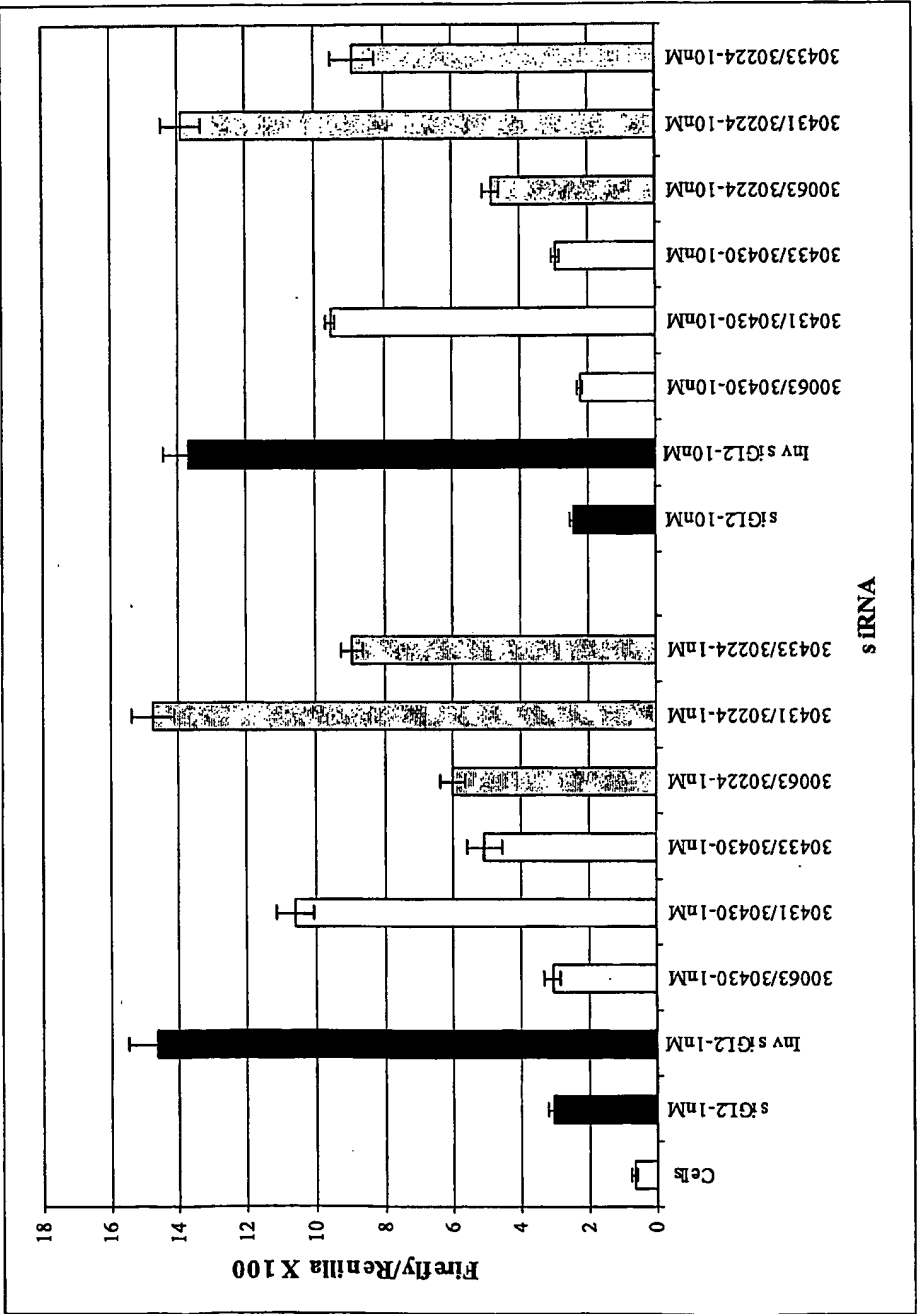 Firefly/Renilla X 100
18
16
14
12
10
8
6
4
2
0
Cells
siGL2-1nM
Inv siGL2-1nM
30063/30430-1nM
30431/30430-1nM
30433/30430-1nM
30063/30224-1nM
30431/30224-1nM
30433/30224-1nM
siGL2-10nM
Inv siGL2-10nM
30063/30430-10nM
30431/30430-10nM
30433/30430-10nM
30063/30224-10nM
30431/30224-10nM
30433/30224-10nM
siRNA